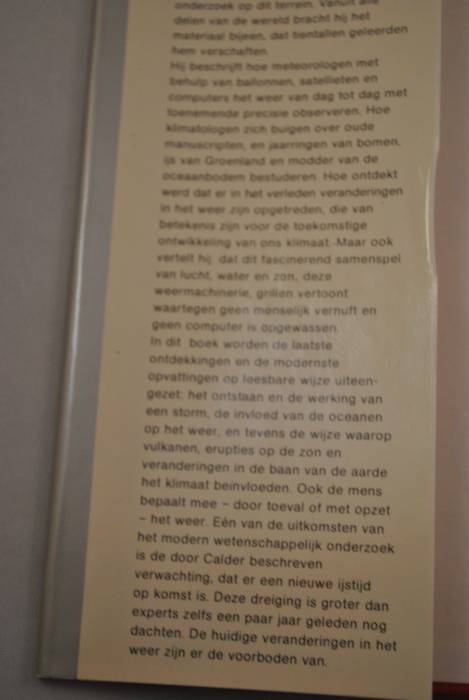 onderzoek op dit terrein. Vanuit alle
delen van de wereld bracht hij het
materiaal bijeen, dat tientallen geleerden
hem verschaften.
Hij beschrijft hoe meteorologen met
behulp van ballonnen, satellieten en
computers het weer van dag tot dag met
toenemende precisie observeren. Hoe
klimatologen zich buigen over oude
manuscripten, en jaarringen van bomen,
ijs van Groenland en modder van de
oceaanbodem bestuderen. Hoe ontdekt
werd dat er in het verleden veranderingen
in het weer zijn opgetreden, die van
betekenis zijn voor de toekomstige
ontwikkeling van ons klimaat. Maar ook
vertelt hij, dat dit fascinerend samenspel
van lucht, water en zon, deze
weermachinerie, grillen vertoont
waartegen geen menselijk vernuft en
geen computer is opgewassen.
In dit boek worden de laatste
ontdekkingen en de modernste
opvattingen op leesbare wijze uiteen-
gezet: het ontstaan en de werking van
een storm, de invloed van de oceanen
op het weer, en tevens de wijze waarop
vulkanen, erupties op de zon en
veranderingen in de baan van de aarde
het klimaat beïnvloeden. Ook de mens
bepaalt mee – door toeval of met opzet
– het weer. Eén van de uitkomsten van
het modern wetenschappelijk onderzoek
is de door Calder beschreven
verwachting, dat er een nieuwe ijstijd
op komst is. Deze dreiging is groter dan
experts zelfs een paar jaar geleden nog
dachten. De huidige veranderingen in het
weer zijn er de voorboden van.